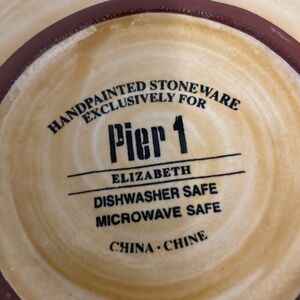 HANDPAINTED STONEWARE
EXCLUSIVELY FOR
Pier 1
ELIZABETH
DISHWASHER SAFE
MICROWAVE SAFE
CHINA · CHINE